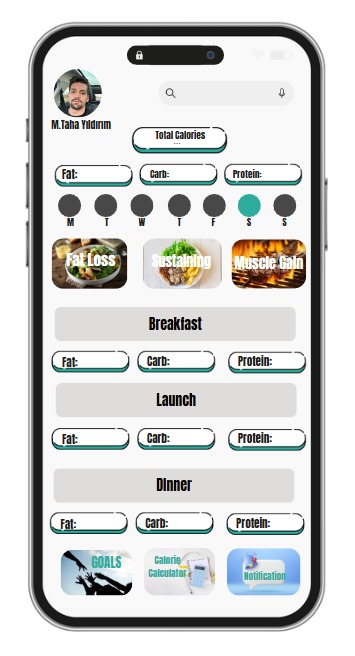 M.Taha Yıldırım
Total Calories
...
Fat: Carb: Protein:
M T W T F S S
Fat Loss Sustaining Muscle Gain
Breakfast
Fat: Carb: Protein:
Launch
Fat: Carb: Protein:
Dinner
Fat: Carb: Protein:
GOALS Calorie Calculator Notification